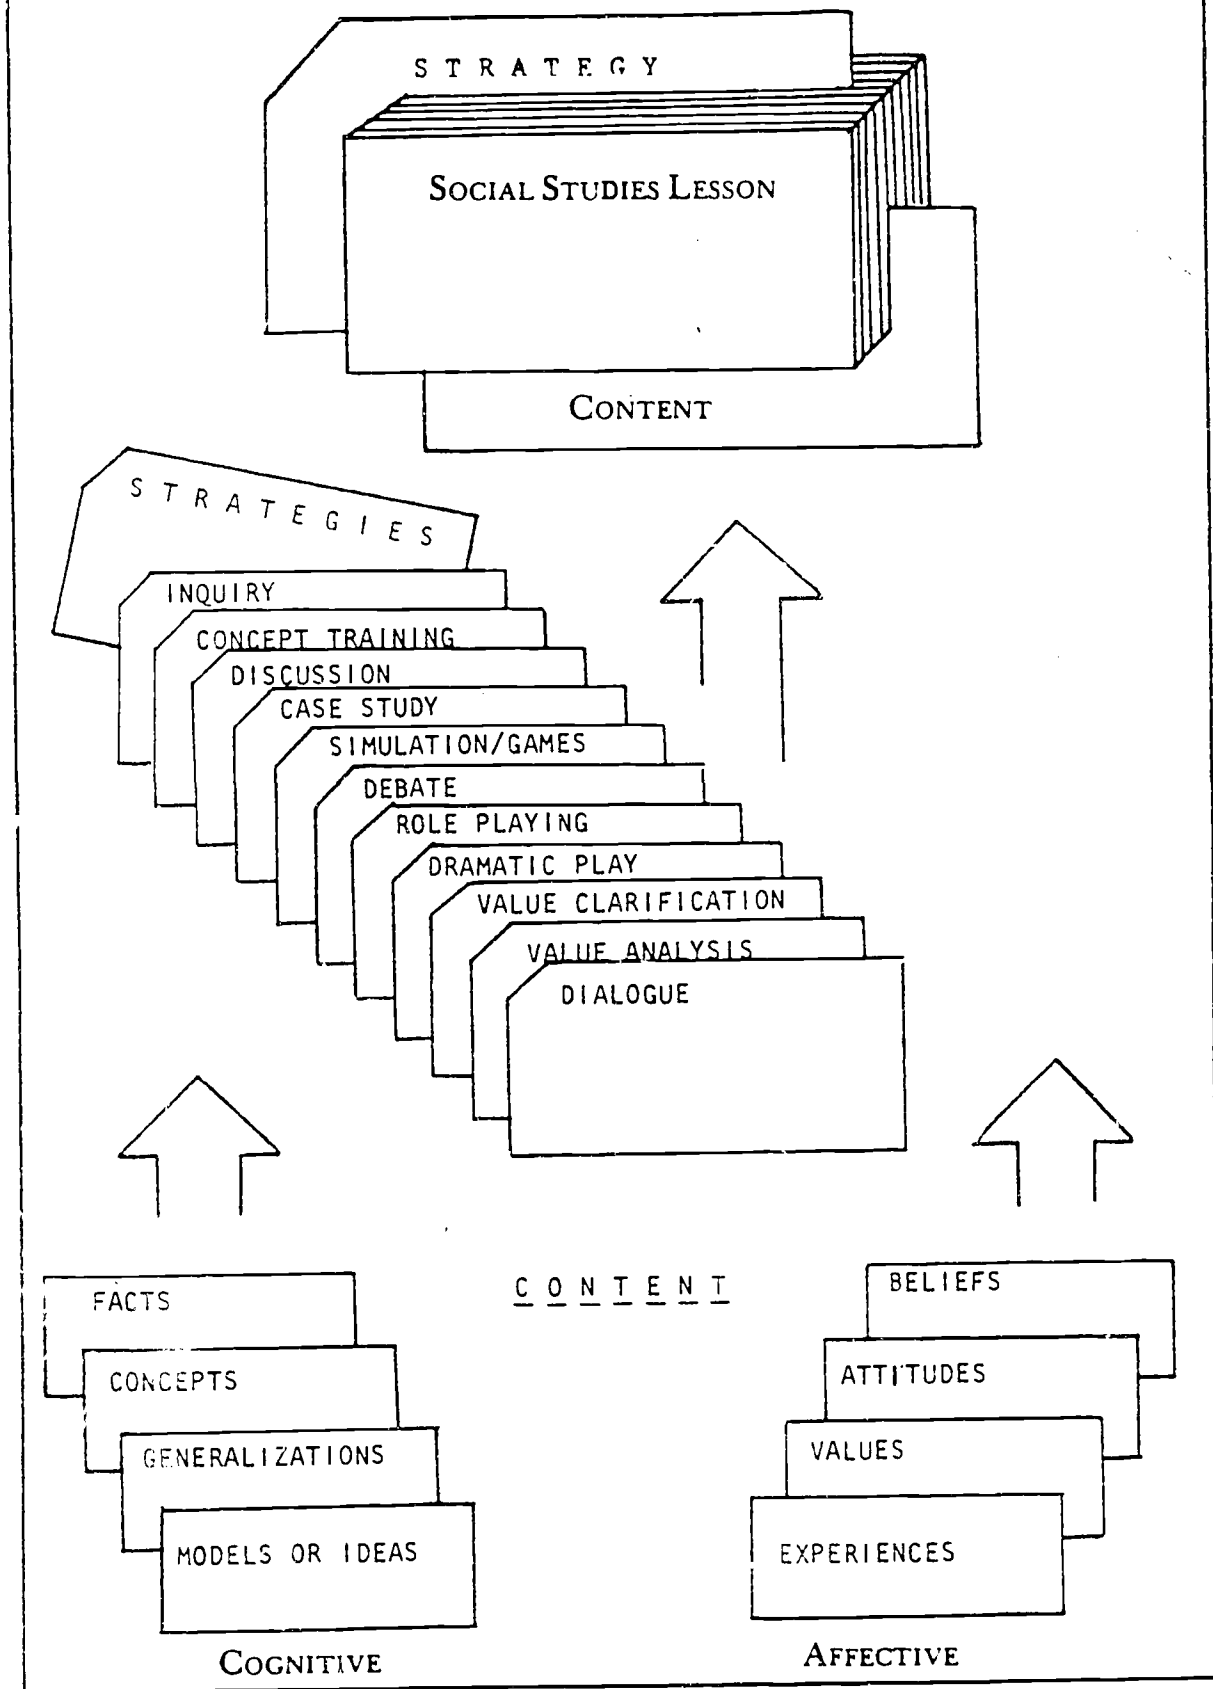 STRATEGY
SOCIAL STUDIES LESSON
CONTENT
STRATEGIES
INQUIRY
CONCEPT TRAINING
DISCUSSION
CASE STUDY
SIMULATION/GAMES
DEBATE
ROLE PLAYING
DRAMATIC PLAY
VALUE CLARIFICATION
VALUE ANALYSIS
DIALOGUE
CONTENT
FACTS
CONCEPTS
GENERALIZATIONS
MODELS OR IDEAS
COGNITIVE
BELIEFS
ATTITUDES
VALUES
EXPERIENCES
AFFECTIVE